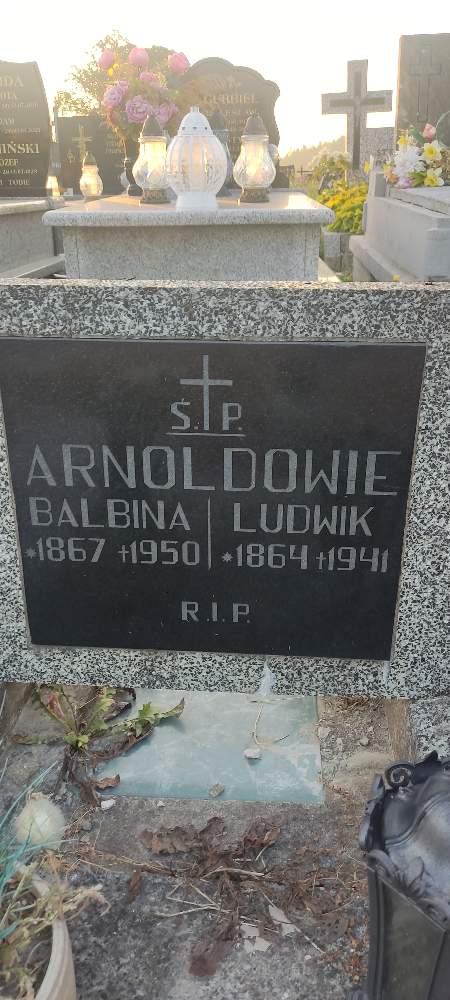 Ś.P.
ARNOLDOWIE
BALBINA LUDWIK
*1867 +1950 *1864 +1941
R.I.P.